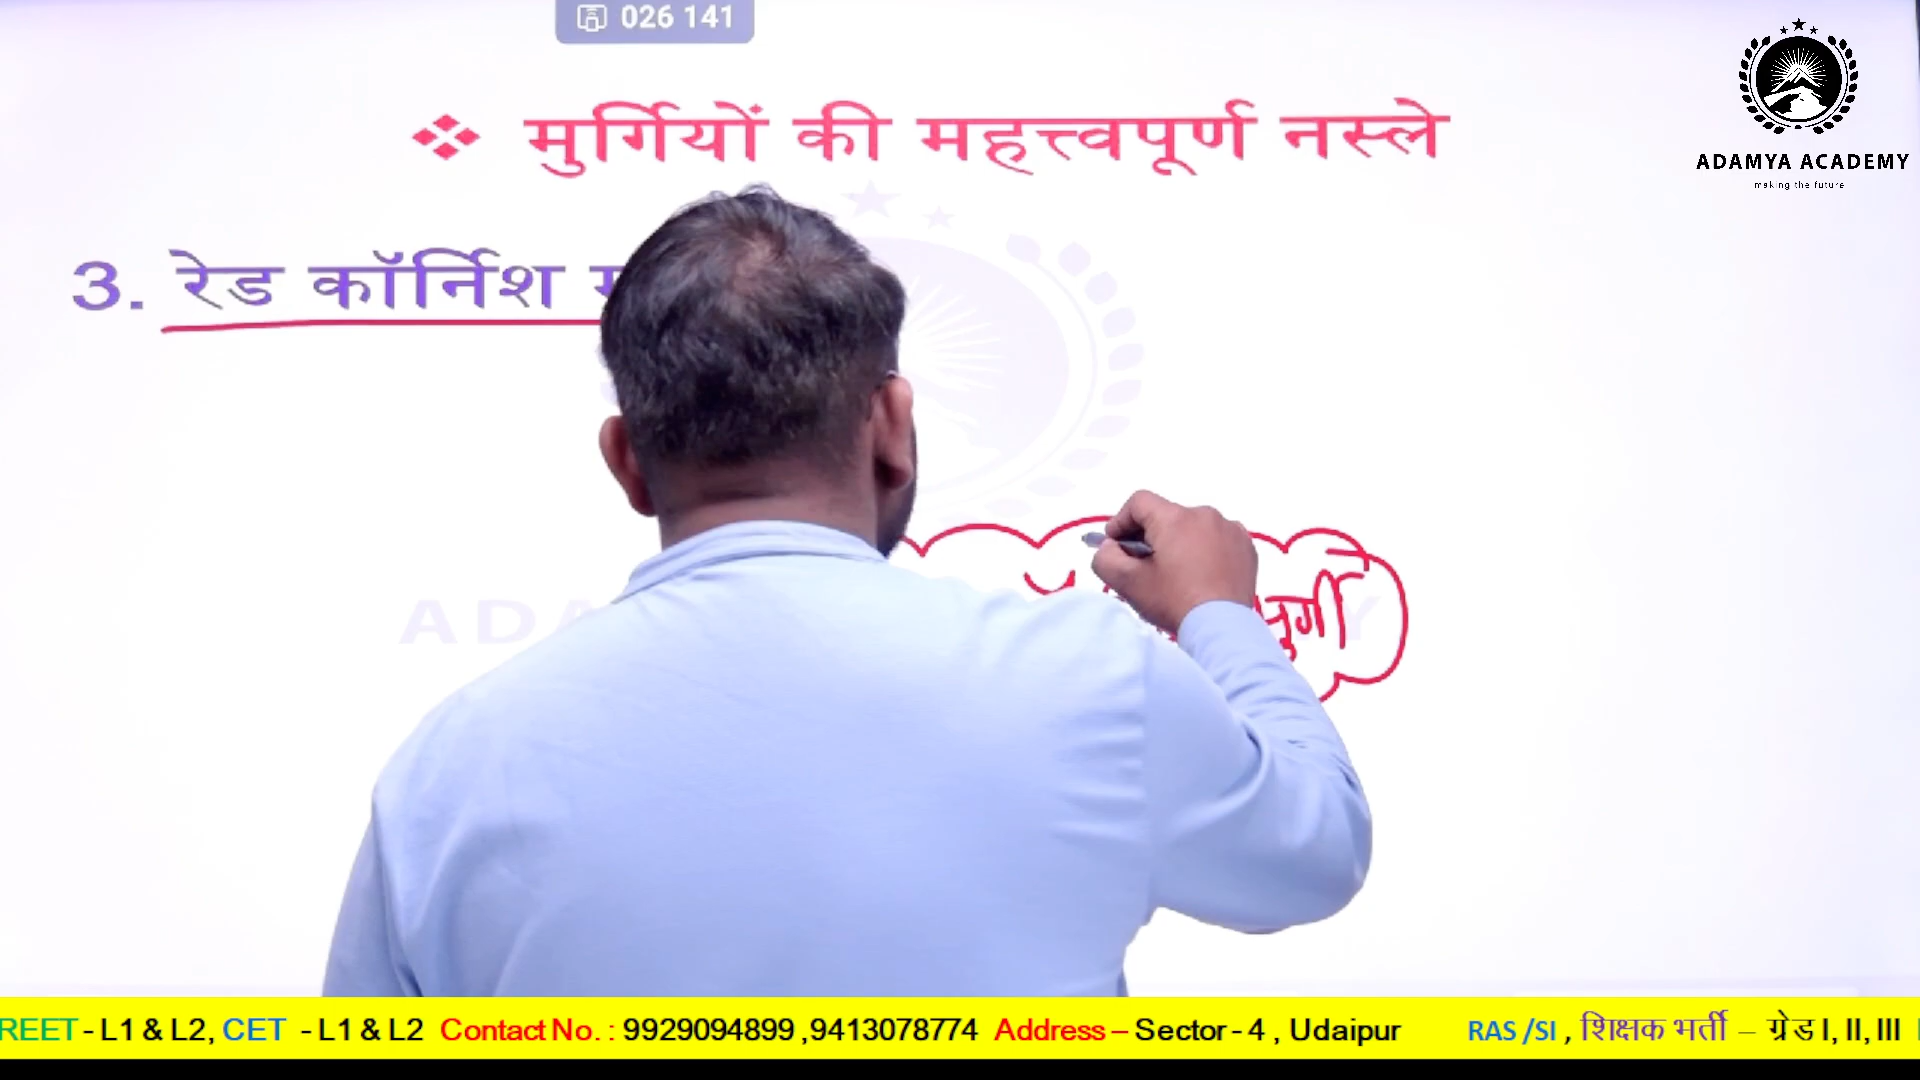 026 141
ADAMYA ACADEMY
making the future
❖ मुर्गियों की महत्त्वपूर्ण नस्ले
3. रेड कॉर्निश
मुर्गी
REET - L1 & L2, CET - L1 & L2 Contact No. : 9929094899 ,9413078774 Address – Sector - 4 , Udaipur RAS /SI , शिक्षक भर्ती – ग्रेड I, II, III